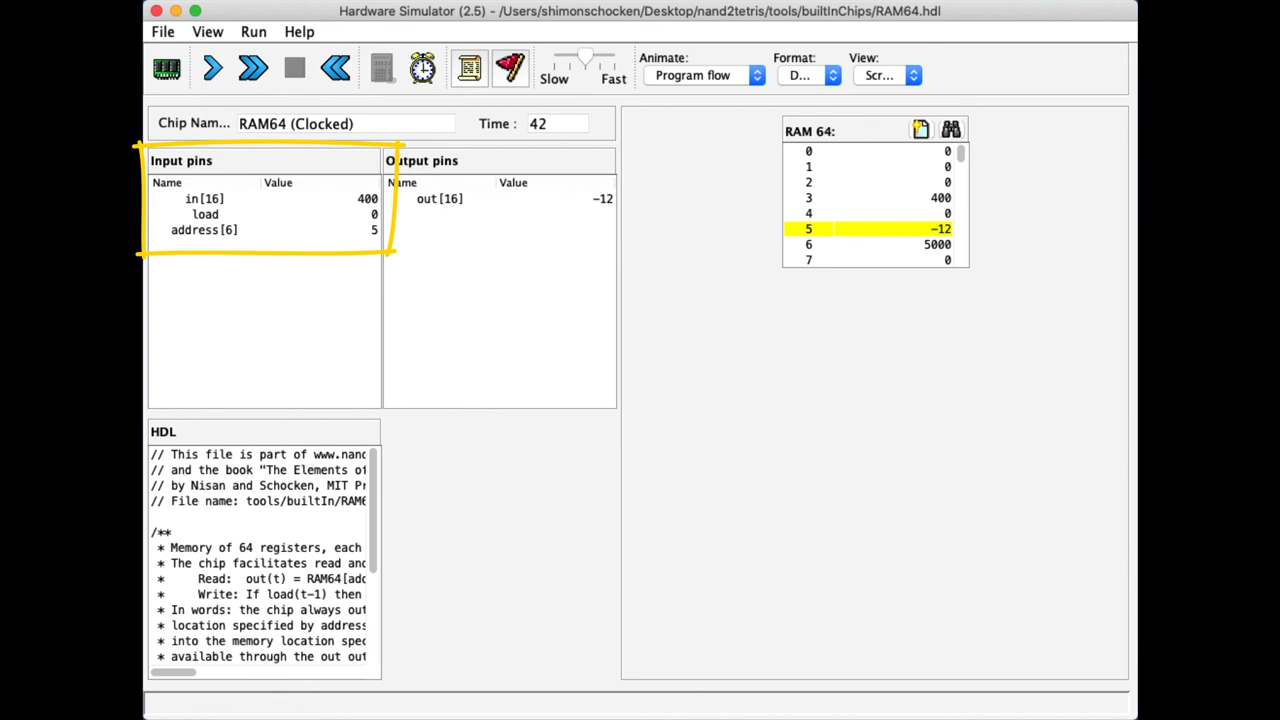 Hardware Simulator (2.5) - /Users/shimonschocken/Desktop/nand2tetris/tools/builtInChips/RAM64.hdl
File View Run Help
Slow Fast
Animate: Format: View:
Program flow D... Scr...
Chip Nam... RAM64 (Clocked) Time : 42
Input pins
Name Value
in[16] 400
load 0
address[6] 5
Output pins
Name Value
out[16] -12
RAM 64:
0 0
1 0
2 0
3 400
4 0
5 -12
6 5000
7 0
HDL
// This file is part of www.nand
// and the book "The Elements of
// by Nisan and Schocken, MIT Pr
// File name: tools/builtIn/RAM6
/**
* Memory of 64 registers, each
* The chip facilitates read and
* Read: out(t) = RAM64[add
* Write: If load(t-1) then
* In words: the chip always out
* location specified by address
* into the memory location spec
* available through the out out